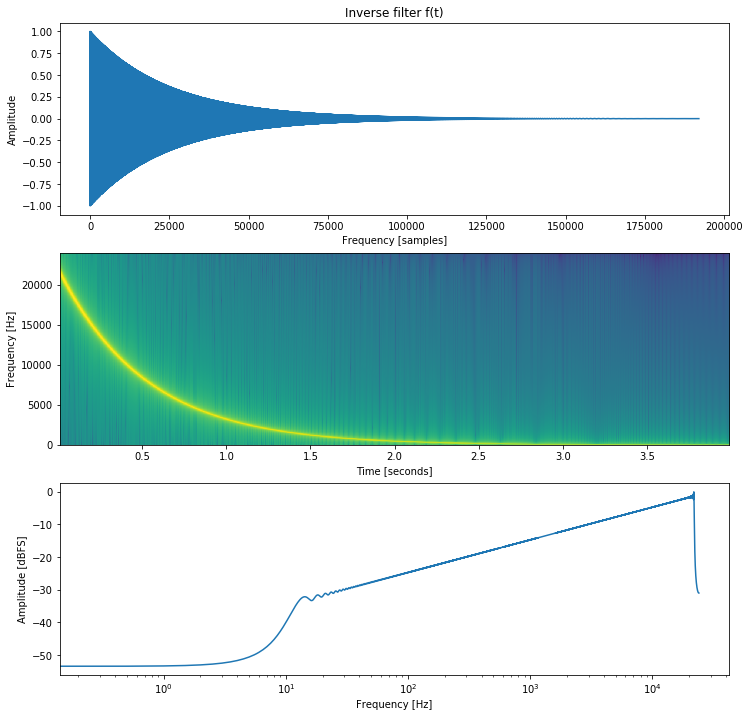 Inverse filter f(t)
1.00
0.75
0.50
0.25
0.00
−0.25
−0.50
−0.75
−1.00
Amplitude
0 25000 50000 75000 100000 125000 150000 175000 200000
Frequency [samples]
20000
15000
10000
5000
0
Frequency [Hz]
0.5 1.0 1.5 2.0 2.5 3.0 3.5
Time [seconds]
0
−10
−20
−30
−40
−50
Amplitude [dBFS]
10⁰ 10¹ 10² 10³ 10⁴
Frequency [Hz]